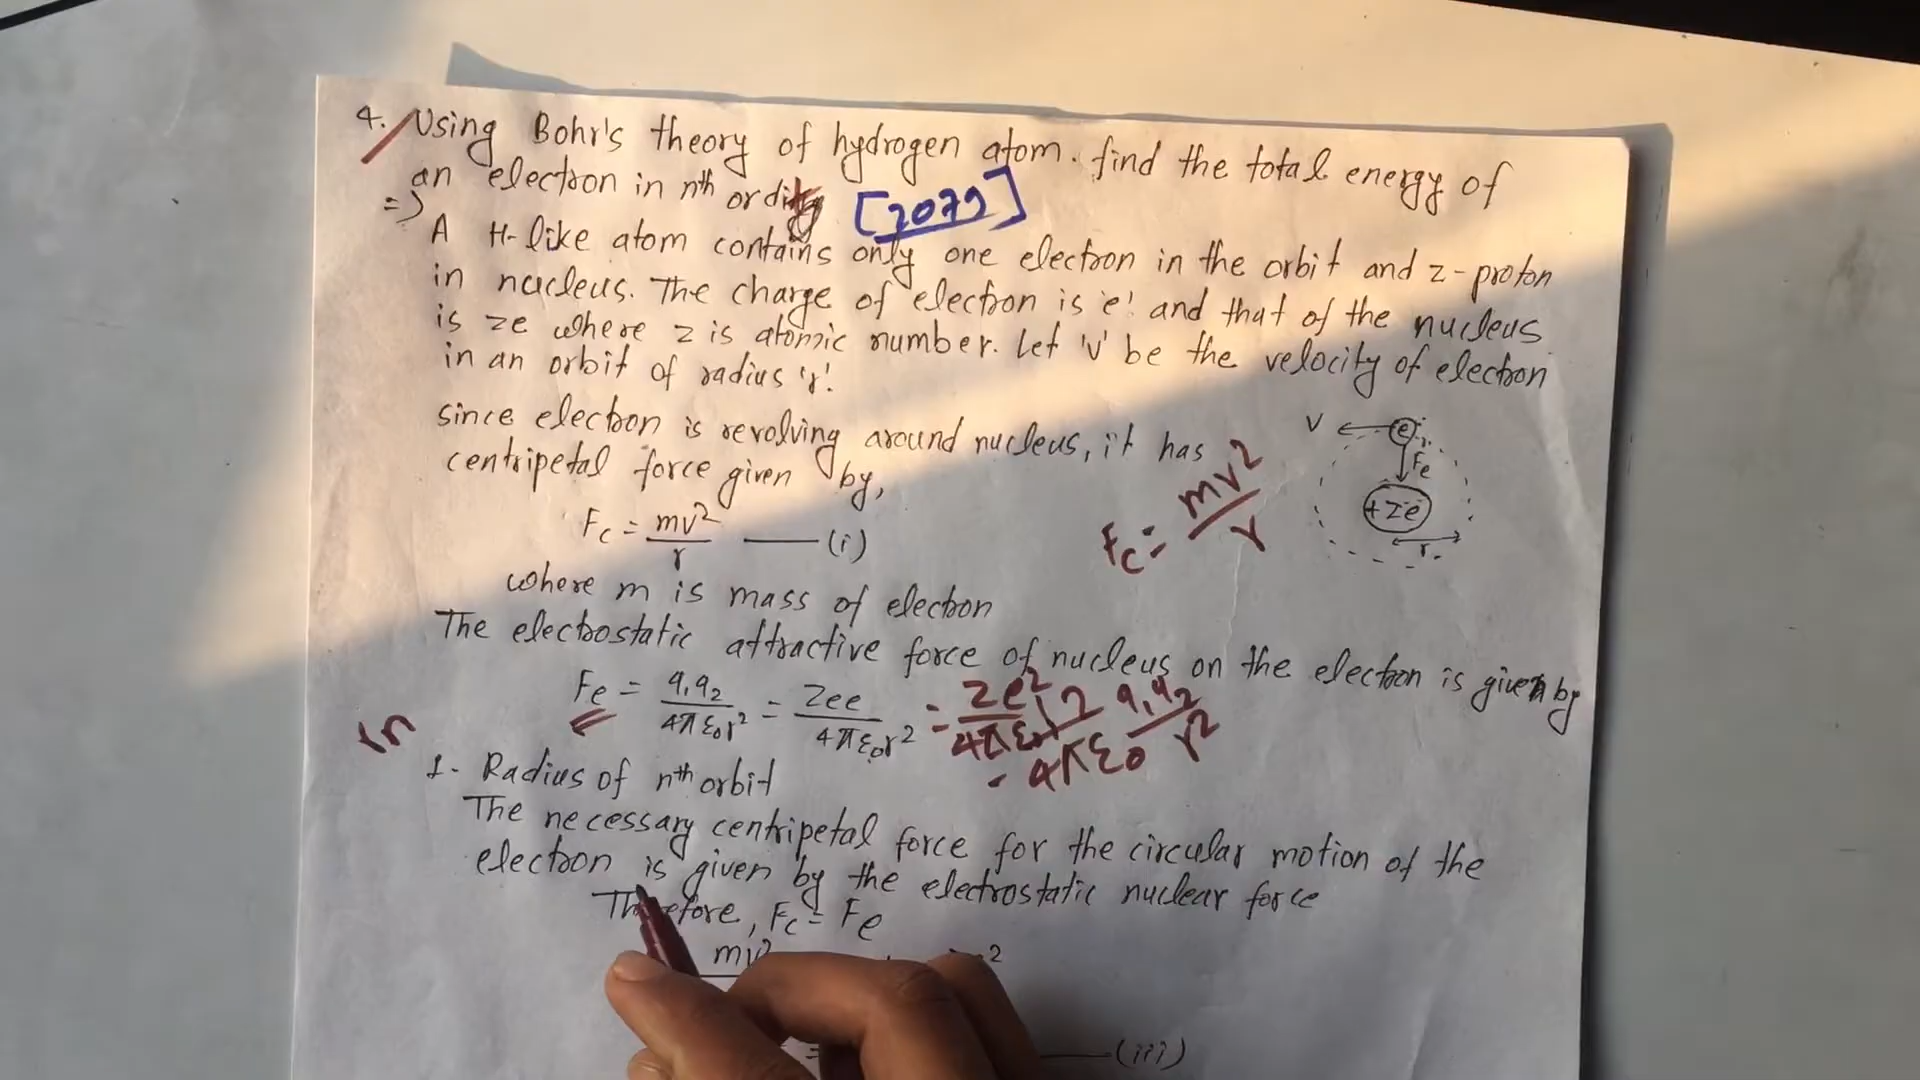 4. Using Bohr's theory of hydrogen atom. find the total energy of
an electron in nth [2079]
=> A H-like atom contains only one electron in the orbit and z-proton
in nucleus. The charge of electron is 'e' and that of the nucleus
is ze where z is atomic number. Let 'v' be the velocity of electron
in an orbit of radius 'r'.
since electron is revolving around nucleus, it has
centripetal force given by,
V e Fe +Ze r
Fc = mv²/r —— (i)
Fc = mv²/r
where m is mass of electron
The electrostatic attractive force of nucleus on the electron is given by
Fe = q1q2/4πε0r² = Zee/4πε0r² = Ze²/4πε0
q1q2/r²
= 4πε0
rn
1. Radius of nth orbit
The necessary centripetal force for the circular motion of the
electron is given by the electrostatic nuclear force
Therefore, Fc = Fe
—— (iii)